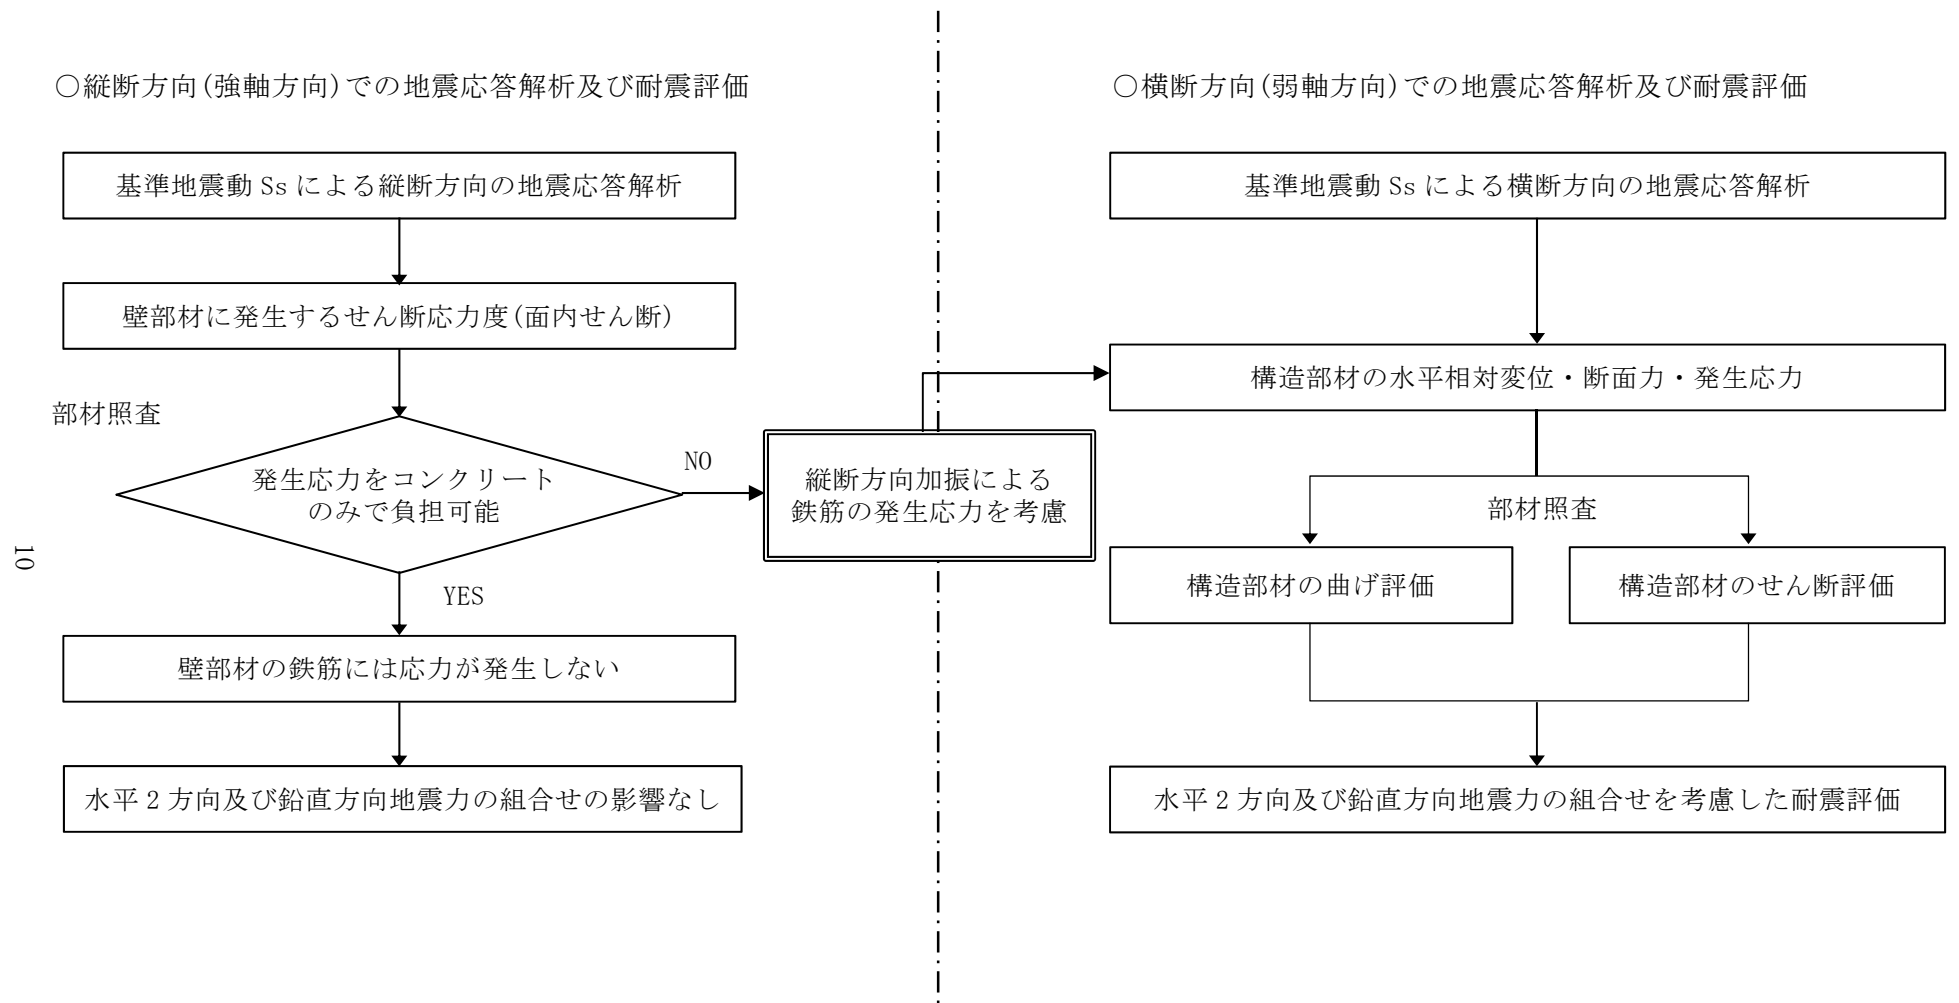 ○縦断方向(強軸方向)での地震応答解析及び耐震評価
基準地震動 Ss による縦断方向の地震応答解析
壁部材に発生するせん断応力度(面内せん断)
部材照査
発生応力をコンクリート
のみで負担可能
NO
YES
壁部材の鉄筋には応力が発生しない
水平 2 方向及び鉛直方向地震力の組合せの影響なし
縦断方向加振による
鉄筋の発生応力を考慮
○横断方向(弱軸方向)での地震応答解析及び耐震評価
基準地震動 Ss による横断方向の地震応答解析
構造部材の水平相対変位・断面力・発生応力
部材照査
構造部材の曲げ評価
構造部材のせん断評価
水平 2 方向及び鉛直方向地震力の組合せを考慮した耐震評価
10